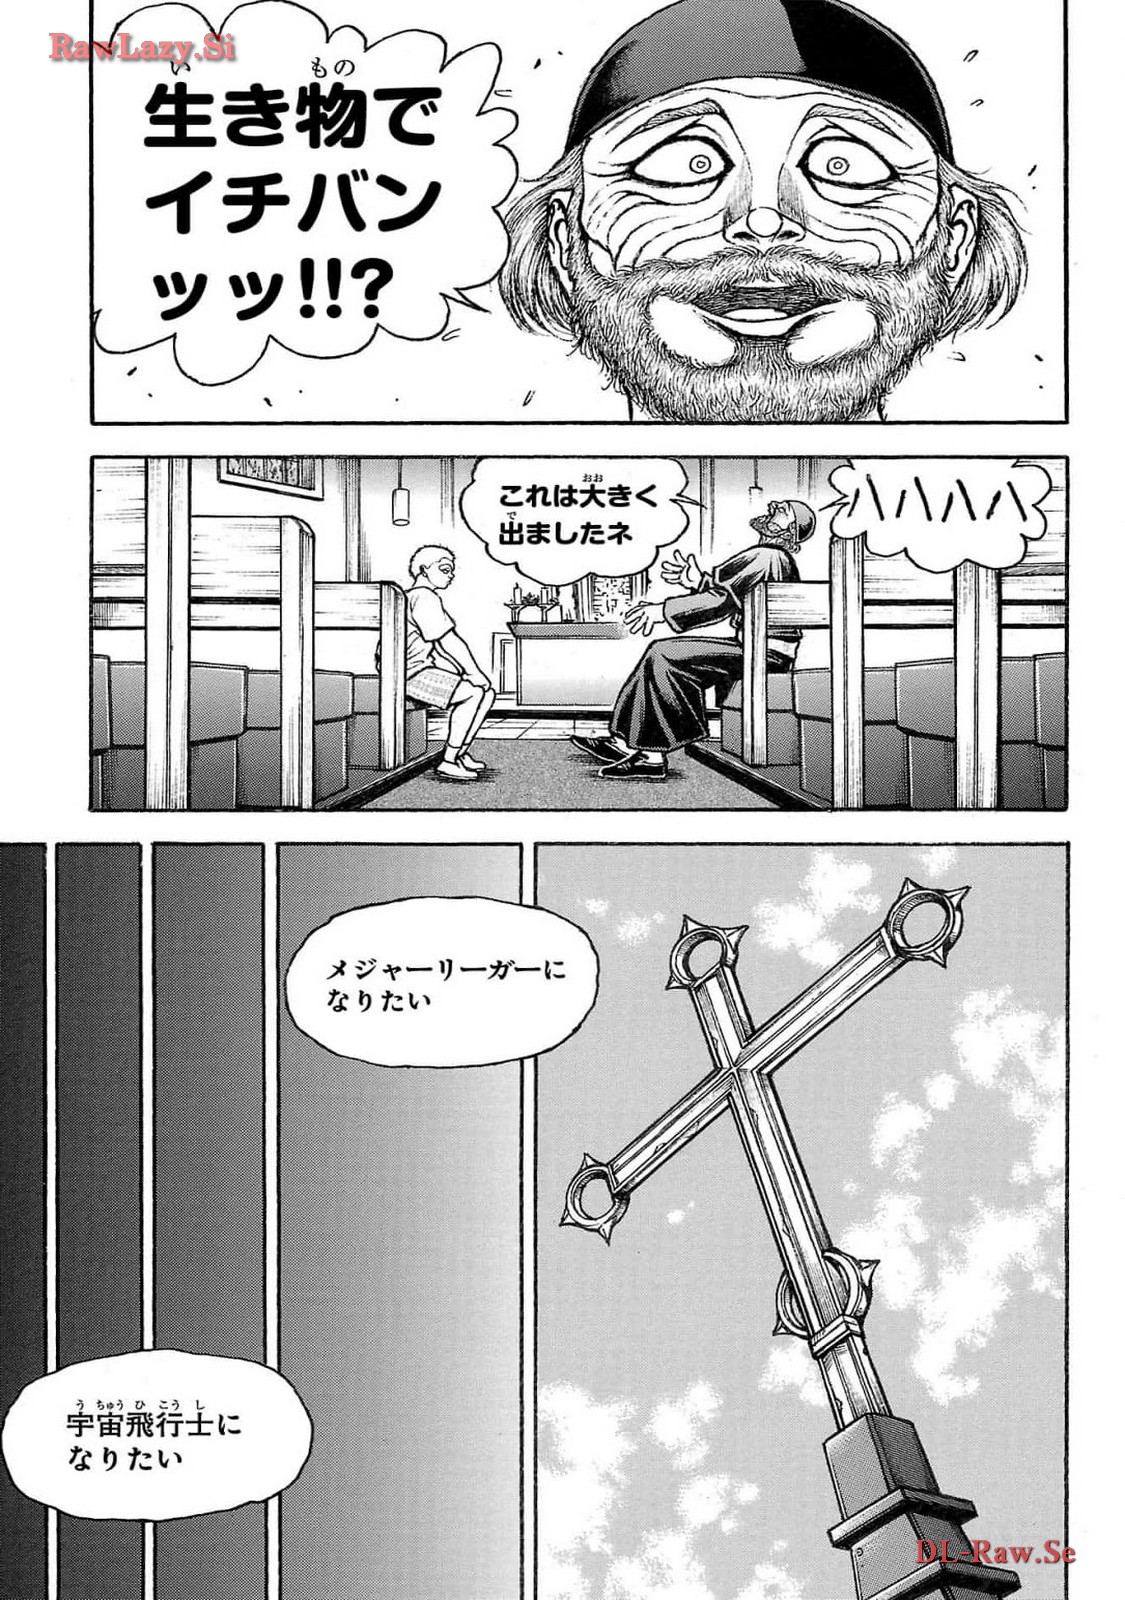 RawLazy.Si
生き物で
イチバン
ッッ!!?
ハハハハ
これは大きく
出ましたネ
メジャーリーガーに
なりたい
宇宙飛行士に
なりたい
DL-Raw.Se